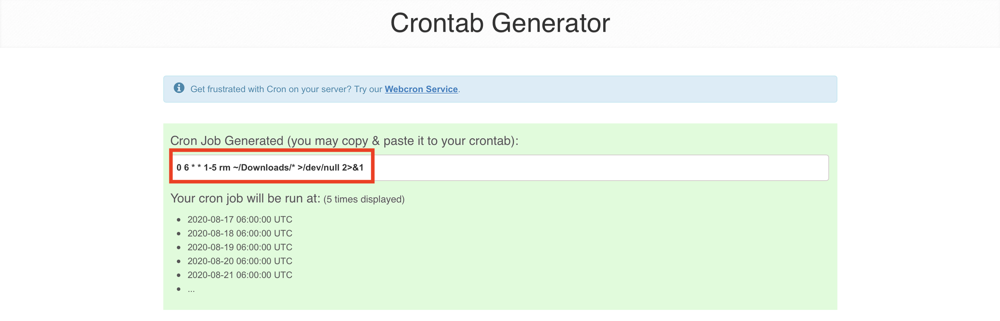 Crontab Generator
Get frustrated with Cron on your server? Try our Webcron Service.
Cron Job Generated (you may copy & paste it to your crontab):
0 6 * * 1-5 rm ~/Downloads/* >/dev/null 2>&1
Your cron job will be run at: (5 times displayed)
2020-08-17 06:00:00 UTC
2020-08-18 06:00:00 UTC
2020-08-19 06:00:00 UTC
2020-08-20 06:00:00 UTC
2020-08-21 06:00:00 UTC
...